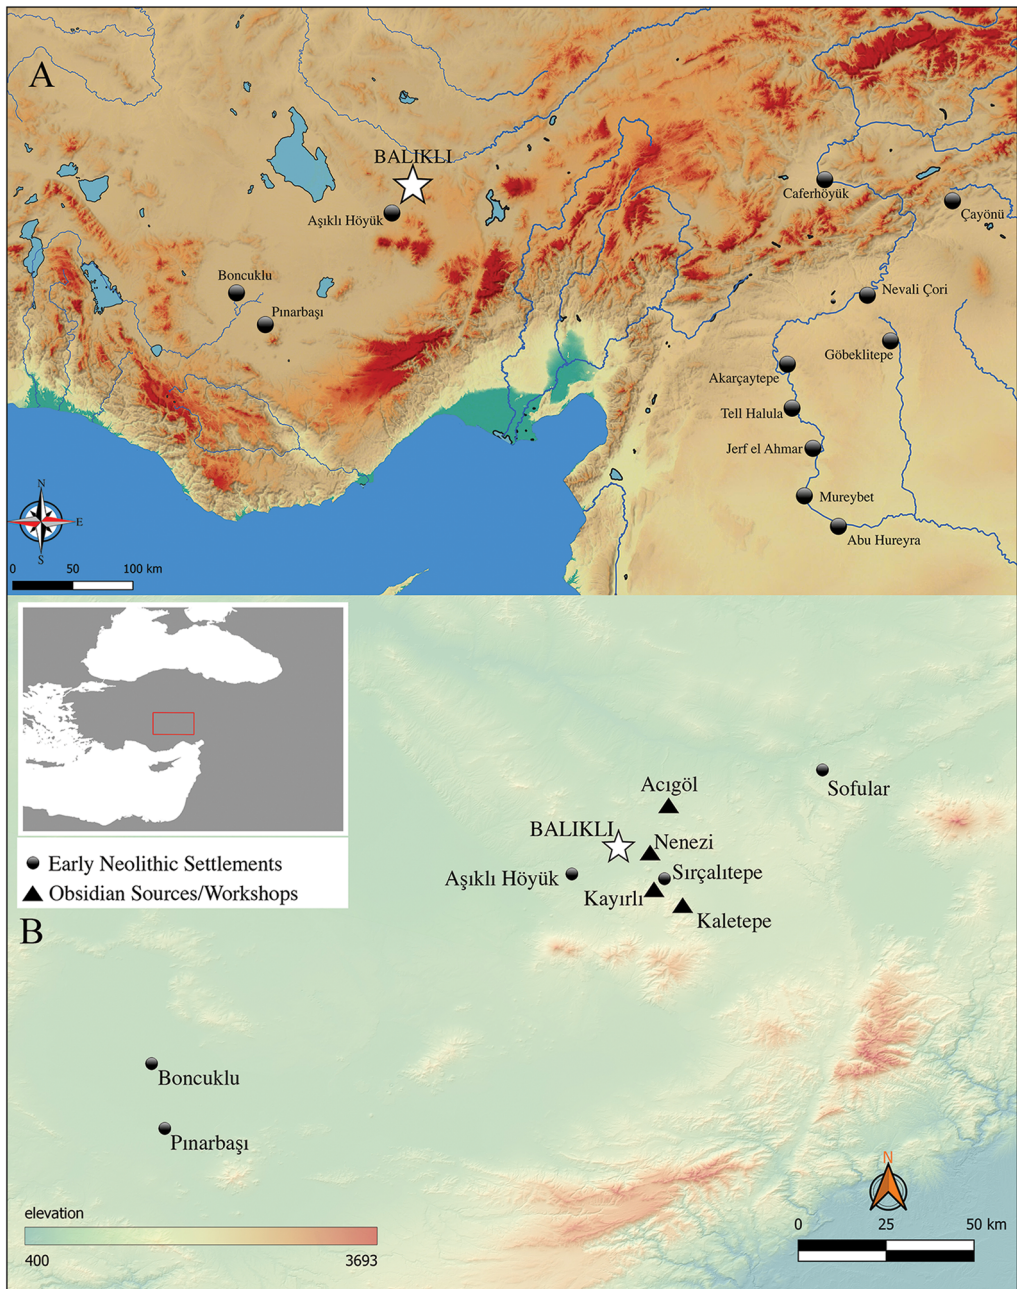 A
BALIKLI
Aşıklı Höyük
Caferhöyük
Çayönü
Boncuklu
Pınarbaşı
Nevali Çori
Göbeklitepe
Akarçaytepe
Tell Halula
Jerf el Ahmar
Mureybet
Abu Hureyra
N
E
S
0 50 100 km
Early Neolithic Settlements
Obsidian Sources/Workshops
B
Sofular
Acıgöl
BALIKLI
Nenezi
Aşıklı Höyük
Sırçalıtepe
Kayırlı
Kaletepe
Boncuklu
Pınarbaşı
elevation
400 3693
N
0 25 50 km